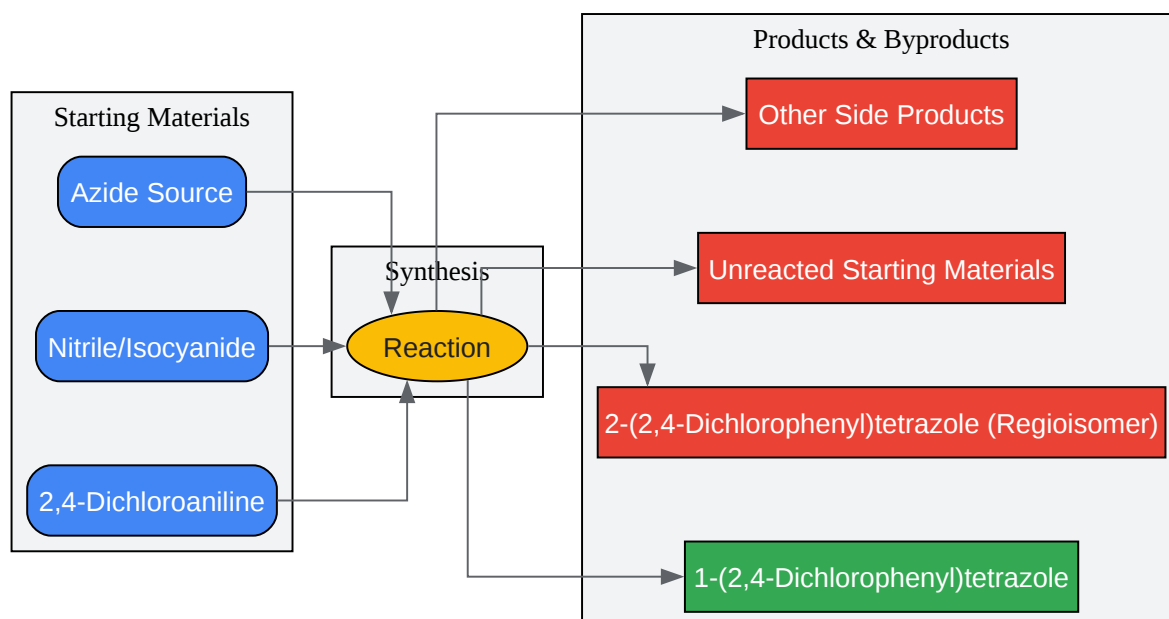 Starting Materials
Azide Source
Nitrile/Isocyanide
2,4-Dichloroaniline
Synthesis
Reaction
Products & Byproducts
Other Side Products
Unreacted Starting Materials
2-(2,4-Dichlorophenyl)tetrazole (Regioisomer)
1-(2,4-Dichlorophenyl)tetrazole